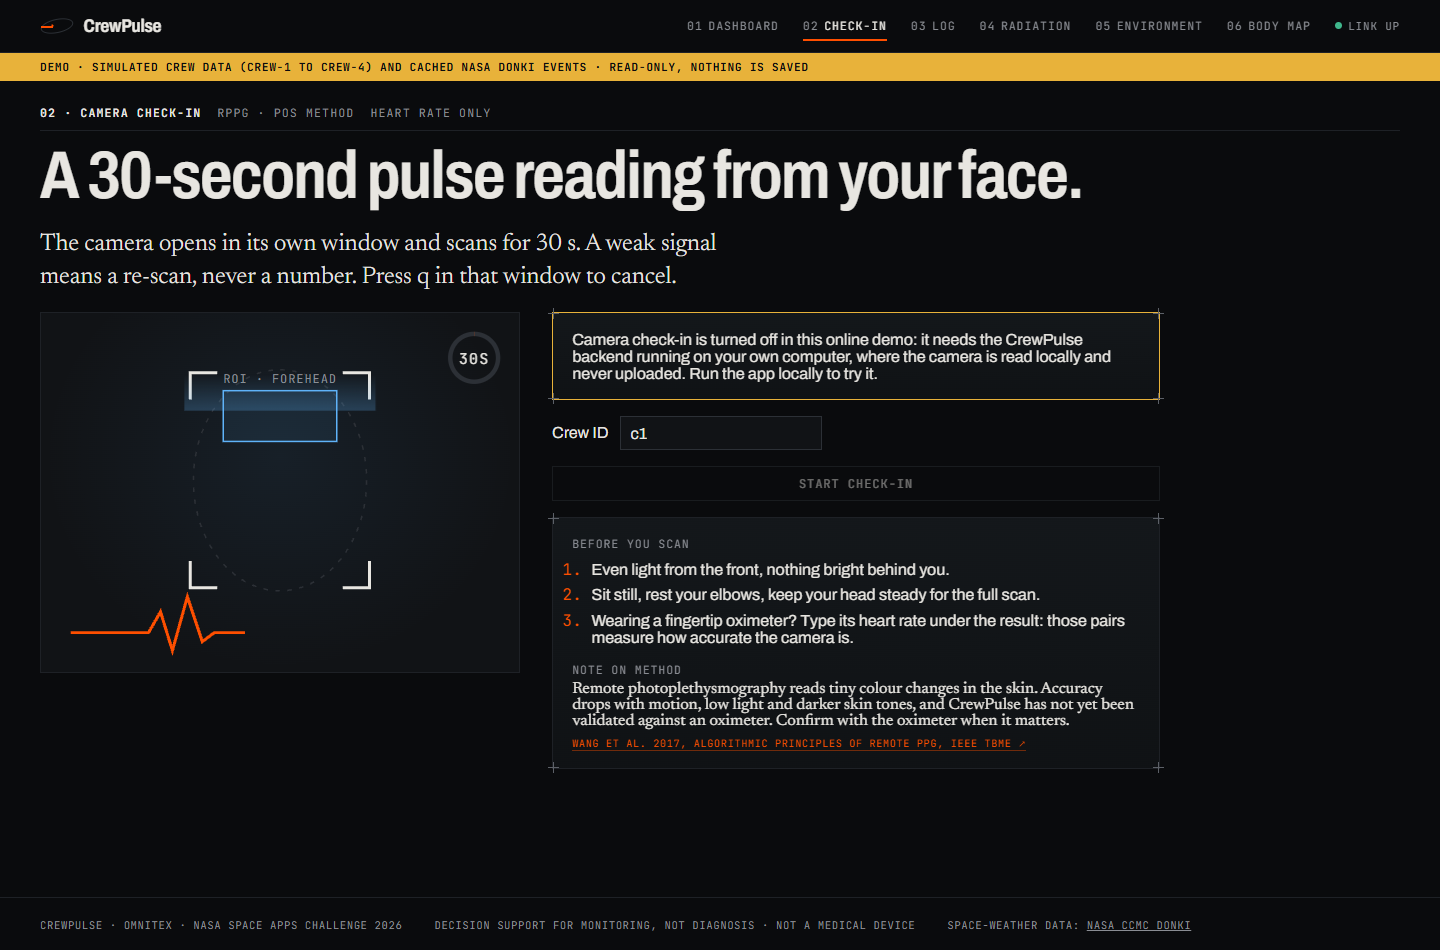 CrewPulse
01 DASHBOARD 02 CHECK-IN 03 LOG 04 RADIATION 05 ENVIRONMENT 06 BODY MAP LINK UP
DEMO · SIMULATED CREW DATA (CREW-1 TO CREW-4) AND CACHED NASA DONKI EVENTS · READ-ONLY, NOTHING IS SAVED
02 · CAMERA CHECK-IN RPPG · POS METHOD HEART RATE ONLY
A 30-second pulse reading from your face.
The camera opens in its own window and scans for 30 s. A weak signal
means a re-scan, never a number. Press q in that window to cancel.
30S
ROI · FOREHEAD
Camera check-in is turned off in this online demo: it needs the CrewPulse
backend running on your own computer, where the camera is read locally and
never uploaded. Run the app locally to try it.
Crew ID c1
START CHECK-IN
BEFORE YOU SCAN
1. Even light from the front, nothing bright behind you.
2. Sit still, rest your elbows, keep your head steady for the full scan.
3. Wearing a fingertip oximeter? Type its heart rate under the result: those pairs
measure how accurate the camera is.
NOTE ON METHOD
Remote photoplethysmography reads tiny colour changes in the skin. Accuracy
drops with motion, low light and darker skin tones, and CrewPulse has not yet been
validated against an oximeter. Confirm with the oximeter when it matters.
WANG ET AL. 2017, ALGORITHMIC PRINCIPLES OF REMOTE PPG, IEEE TBME ↗
CREWPULSE · OMNITEX · NASA SPACE APPS CHALLENGE 2026 DECISION SUPPORT FOR MONITORING, NOT DIAGNOSIS · NOT A MEDICAL DEVICE SPACE-WEATHER DATA: NASA CCMC DONKI